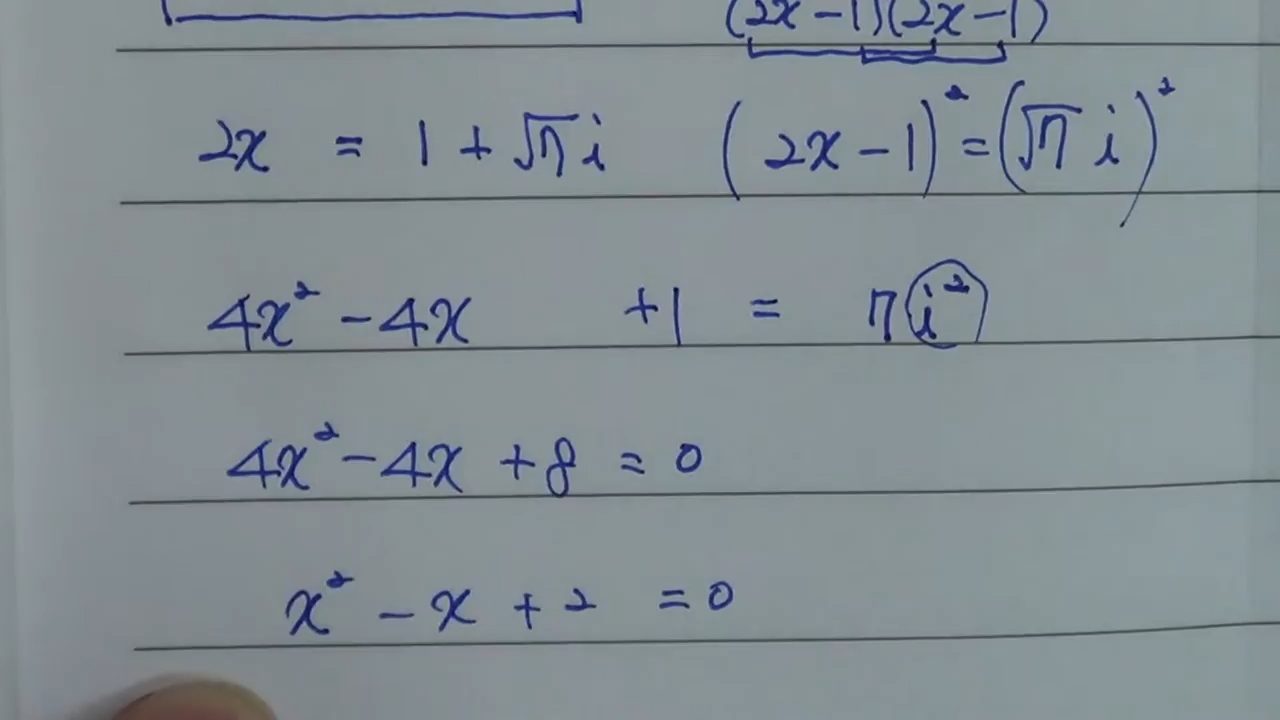 (2x-1)(2x-1)
2x = 1 + √7 i (2x-1)² = (√7 i)²
4x² - 4x +1 = 7i²
4x² - 4x + 8 = 0
x² - x + 2 = 0